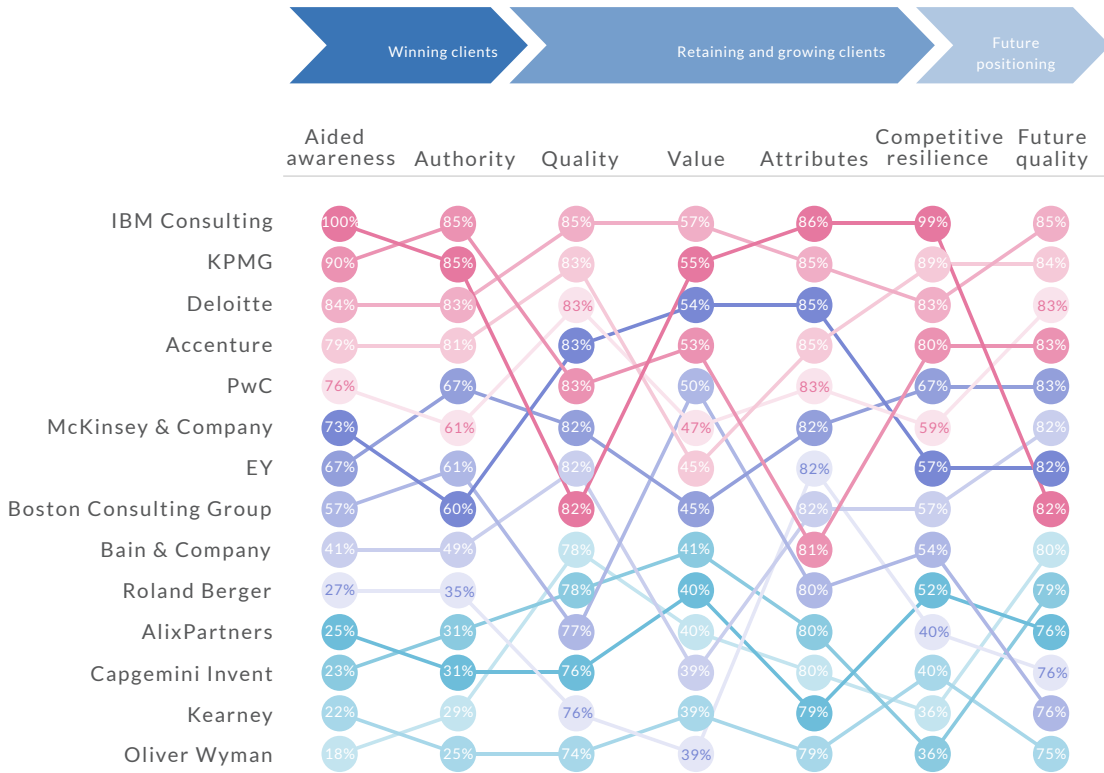 Winning clients
Retaining and growing clients
Future
positioning
Aided
awareness
Authority
Quality
Value
Attributes
Competitive
resilience
Future
quality
IBM Consulting 100% 85% 85% 57% 86% 99% 85%
KPMG 90% 85% 83% 55% 85% 89% 84%
Deloitte 84% 83% 83% 54% 85% 83% 83%
Accenture 79% 81% 83% 53% 85% 80% 83%
PwC 76% 67% 83% 50% 83% 67% 83%
McKinsey & Company 73% 61% 82% 47% 82% 59% 82%
EY 67% 61% 82% 45% 82% 57% 82%
Boston Consulting Group 57% 60% 82% 45% 82% 57% 82%
Bain & Company 41% 49% 78% 41% 81% 54% 80%
Roland Berger 27% 35% 78% 40% 80% 52% 79%
AlixPartners 25% 31% 77% 40% 80% 40% 76%
Capgemini Invent 23% 31% 76% 39% 80% 40% 76%
Kearney 22% 29% 76% 39% 79% 36% 76%
Oliver Wyman 18% 25% 74% 39% 79% 36% 75%